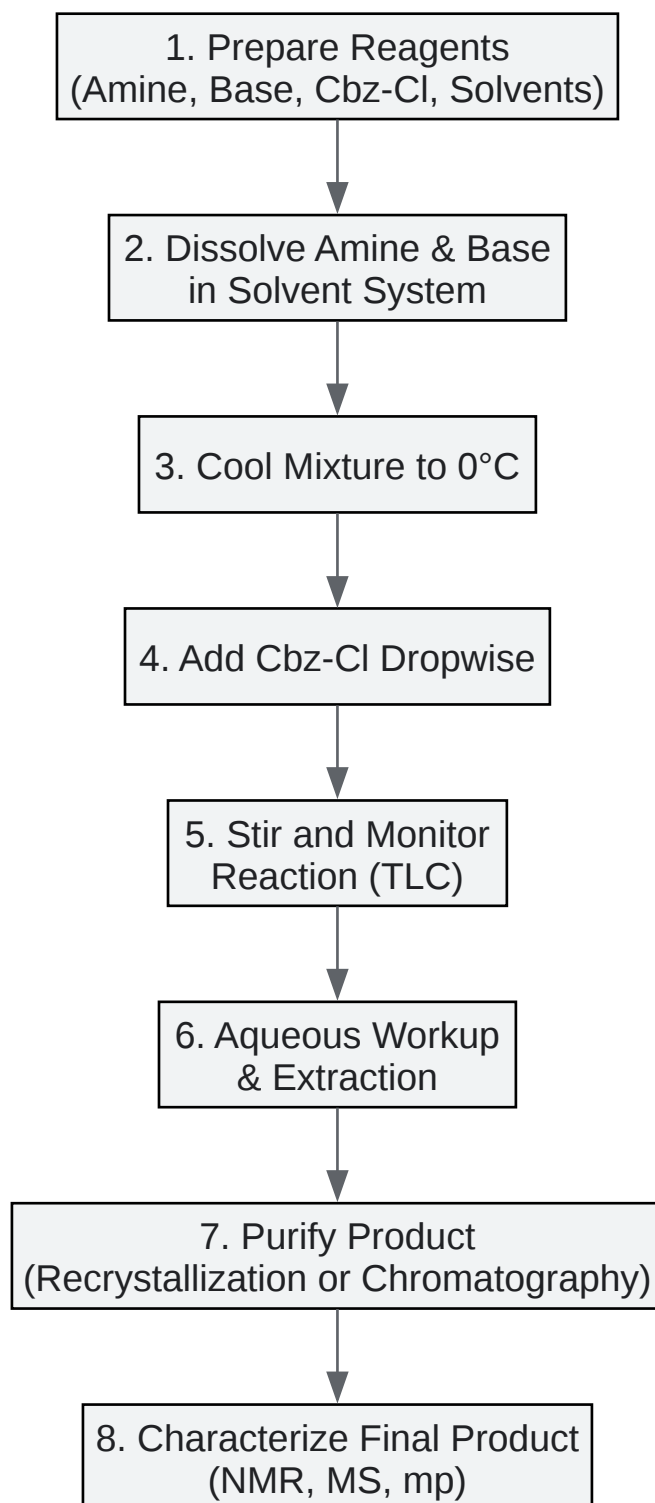 1. Prepare Reagents
(Amine, Base, Cbz-Cl, Solvents)
2. Dissolve Amine & Base
in Solvent System
3. Cool Mixture to 0°C
4. Add Cbz-Cl Dropwise
5. Stir and Monitor
Reaction (TLC)
6. Aqueous Workup
& Extraction
7. Purify Product
(Recrystallization or Chromatography)
8. Characterize Final Product
(NMR, MS, mp)